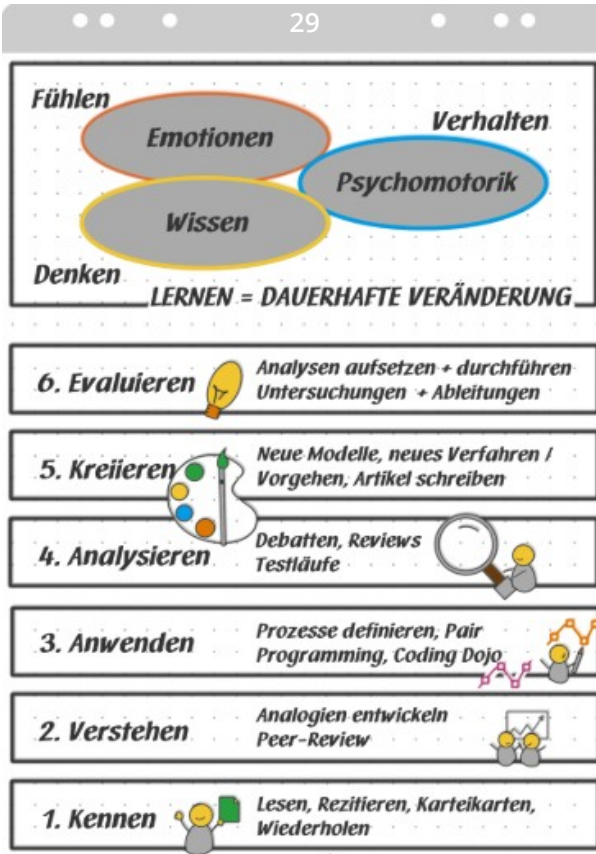 29
Fühlen
Emotionen
Verhalten
Psychomotorik
Wissen
Denken
LERNEN = DAUERHAFTE VERÄNDERUNG
6. Evaluieren
Analysen aufsetzen + durchführen
Untersuchungen + Ableitungen
5. Kreiieren
Neue Modelle, neues Verfahren /
Vorgehen, Artikel schreiben
4. Analysieren
Debatten, Reviews
Testläufe
3. Anwenden
Prozesse definieren, Pair
Programming, Coding Dojo
2. Verstehen
Analogien entwickeln
Peer-Review
1. Kennen
Lesen, Rezitieren, Karteikarten,
Wiederholen